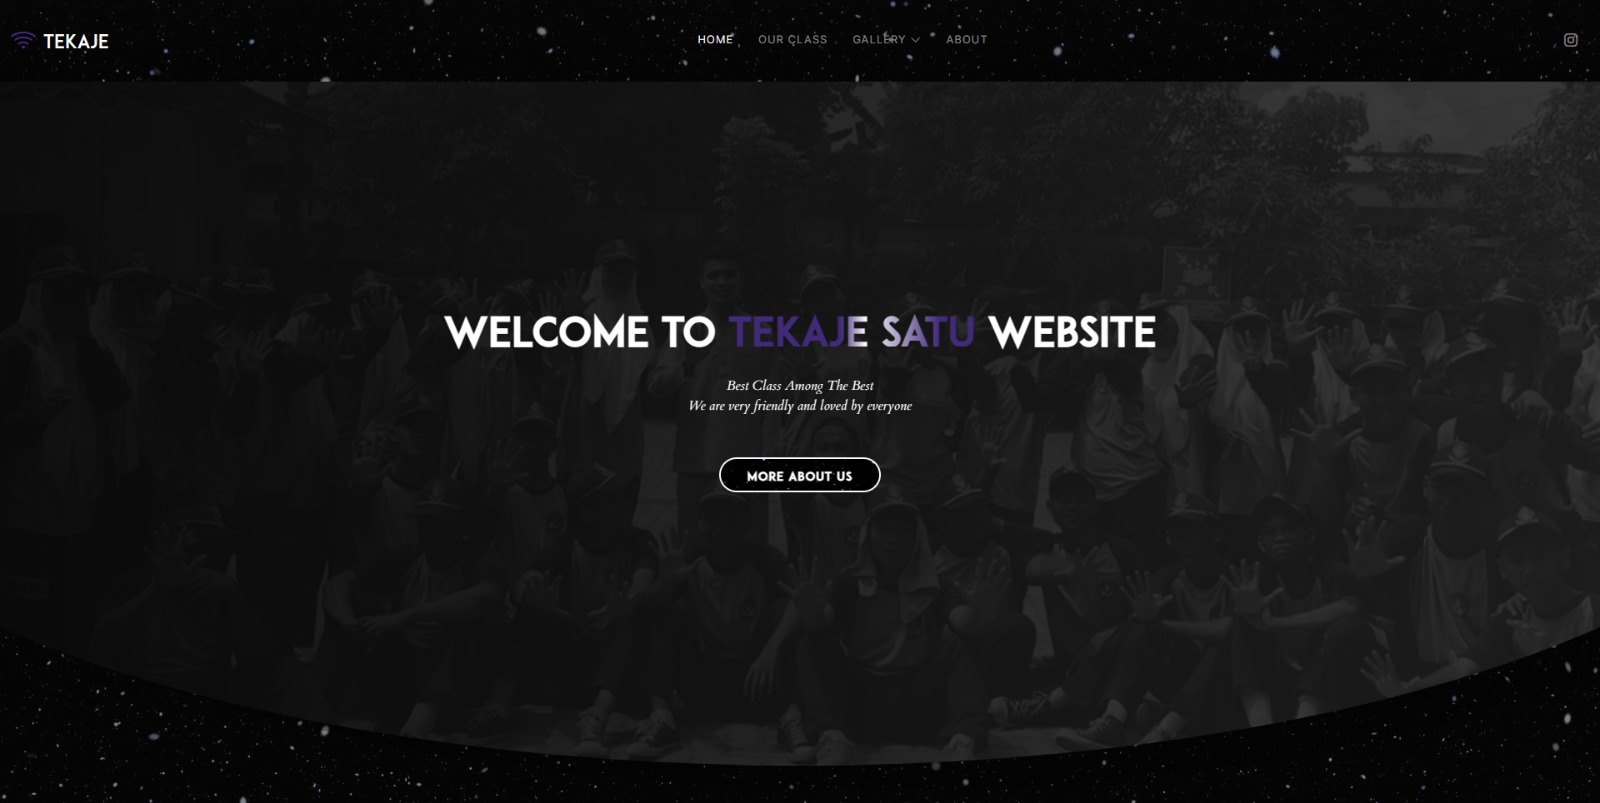 TEKAJE
HOME OUR CLASS GALLERY ABOUT
WELCOME TO TEKAJE SATU WEBSITE
Best Class Among The Best
We are very friendly and loved by everyone
MORE ABOUT US